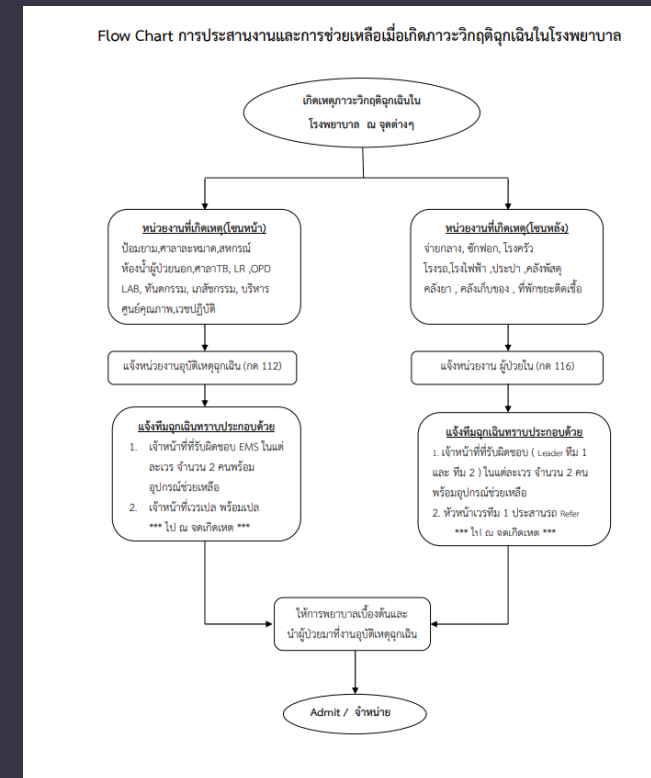 Flow Chart การประสานงานและการช่วยเหลือเมื่อเกิดภาวะวิกฤติฉุกเฉินในโรงพยาบาล
เกิดเหตุภาวะวิกฤติฉุกเฉินใน
โรงพยาบาล ณ จุดต่างๆ
หน่วยงานที่เกิดเหตุ(โซนหน้า)
ป้อมยาม,ศาลาละหมาด,สหกรณ์
ห้องน้ำผู้ป่วยนอก,ศาลาTB, LR ,OPD
LAB, ทันตกรรม, เภสัชกรรม, บริหาร
ศูนย์คุณภาพ,เวชปฏิบัติ
แจ้งหน่วยงานอุบัติเหตุฉุกเฉิน (กด 112)
แจ้งทีมฉุกเฉินทราบประกอบด้วย
1. เจ้าหน้าที่ที่รับผิดชอบ EMS ในแต่
ละเวร จำนวน 2 คนพร้อม
อุปกรณ์ช่วยเหลือ
2. เจ้าหน้าที่เวรเปล พร้อมเปล
*** ไป ณ จุดเกิดเหตุ ***
หน่วยงานที่เกิดเหตุ(โซนหลัง)
จ่ายกลาง, ซักฟอก, โรงครัว
โรงรถ,โรงไฟฟ้า ,ประปา ,คลังพัสดุ
คลังยา , คลังเก็บของ , ที่พักขยะติดเชื้อ
แจ้งหน่วยงาน ผู้ป่วยใน (กด 116)
แจ้งทีมฉุกเฉินทราบประกอบด้วย
1. เจ้าหน้าที่ที่รับผิดชอบ ( Leader ทีม 1
และ ทีม 2 ) ในแต่ละเวร จำนวน 2 คน
พร้อมอุปกรณ์ช่วยเหลือ
2. หัวหน้าเวรทีม 1 ประสานรถ Refer
*** ไป ณ จุดเกิดเหตุ ***
ให้การพยาบาลเบื้องต้นและ
นำผู้ป่วยมาที่งานอุบัติเหตุฉุกเฉิน
Admit / จำหน่าย